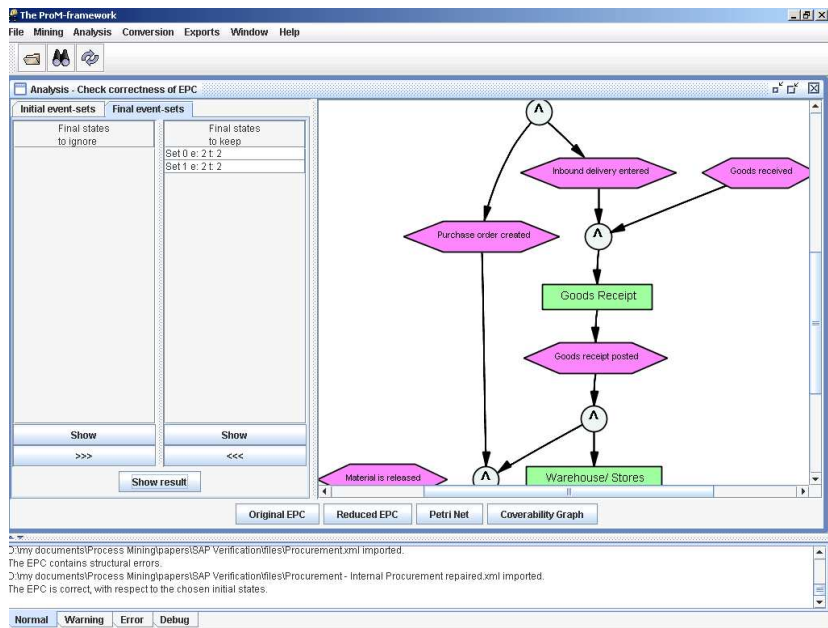 The ProM-framework
File Mining Analysis Conversion Exports Window Help
Analysis - Check correctness of EPC
Initial event-sets Final event-sets
Final states
to ignore
Final states
to keep
Set 0 e: 2 t: 2
Set 1 e: 2 t: 2
Show
Show
>>>
<<<
Show result
Λ
Inbound delivery entered
Goods received
Purchase order created
Λ
Goods Receipt
Goods receipt posted
Λ
Material is released
Λ
Warehouse/ Stores
Original EPC
Reduced EPC
Petri Net
Coverability Graph
D:\my documents\Process Mining\papers\SAP Verification\files\Procurement.xml imported.
The EPC contains structural errors.
D:\my documents\Process Mining\papers\SAP Verification\files\Procurement - Internal Procurement repaired.xml imported.
The EPC is correct, with respect to the chosen initial states.
Normal Warning Error Debug